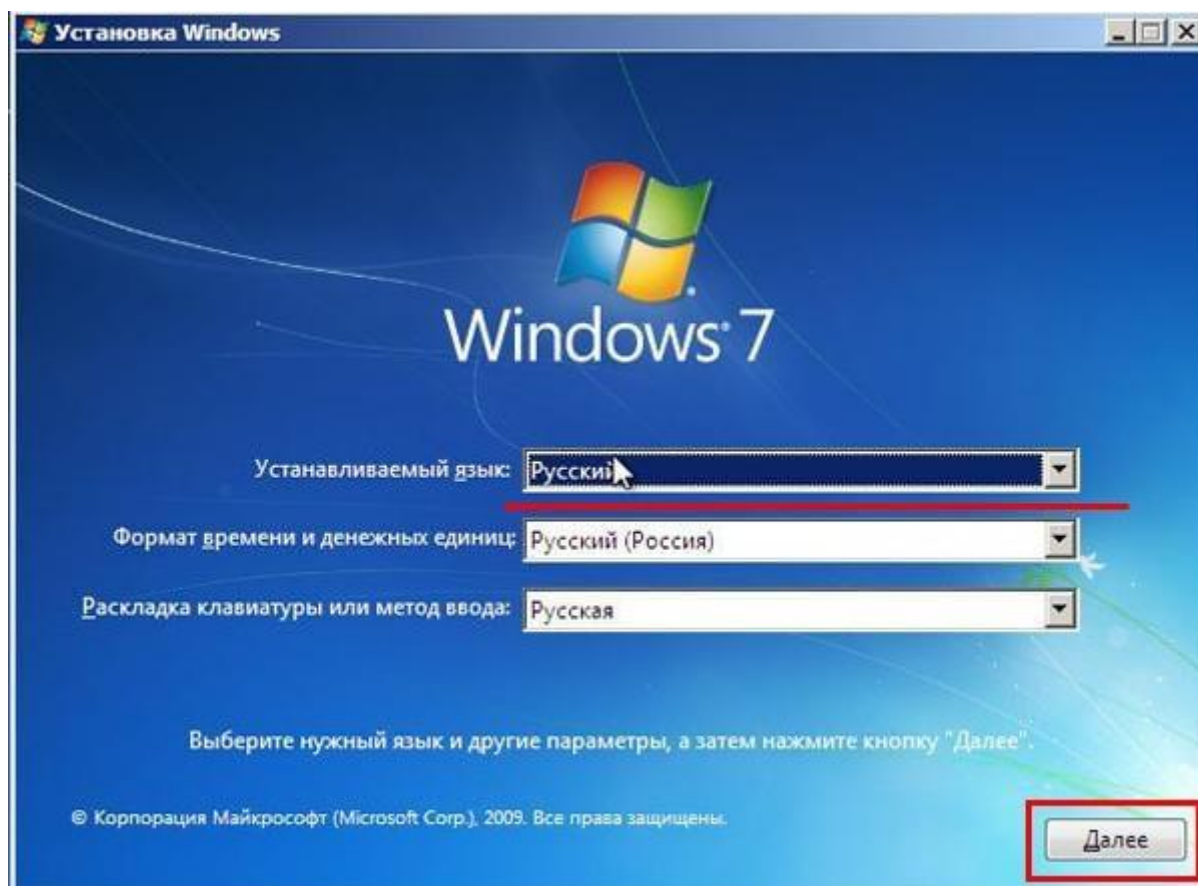 Установка Windows
Windows® 7
Устанавливаемый язык: Русский
Формат времени и денежных единиц: Русский (Россия)
Раскладка клавиатуры или метод ввода: Русская
Выберите нужный язык и другие параметры, а затем нажмите кнопку "Далее".
© Корпорация Майкрософт (Microsoft Corp.), 2009. Все права защищены.
Далее